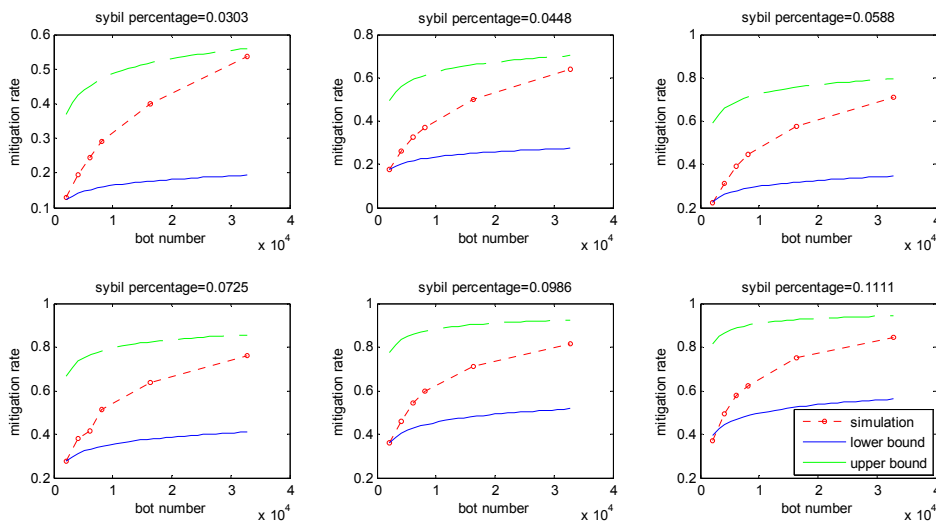 sybil percentage=0.0303
sybil percentage=0.0448
sybil percentage=0.0588
0.6
0.5
0.4
0.3
0.2
0.1
mitigation rate
0
1
2
3
4
bot number
x 10^4
0.8
0.6
0.4
0.2
0
mitigation rate
0
1
2
3
4
bot number
x 10^4
1
0.8
0.6
0.4
0.2
mitigation rate
0
1
2
3
4
bot number
x 10^4
sybil percentage=0.0725
sybil percentage=0.0986
sybil percentage=0.1111
1
0.8
0.6
0.4
0.2
mitigation rate
0
1
2
3
4
bot number
x 10^4
1
0.8
0.6
0.4
0.2
mitigation rate
0
1
2
3
4
bot number
x 10^4
1
0.8
0.6
0.4
0.2
mitigation rate
0
1
2
3
4
bot number
x 10^4
simulation
lower bound
upper bound